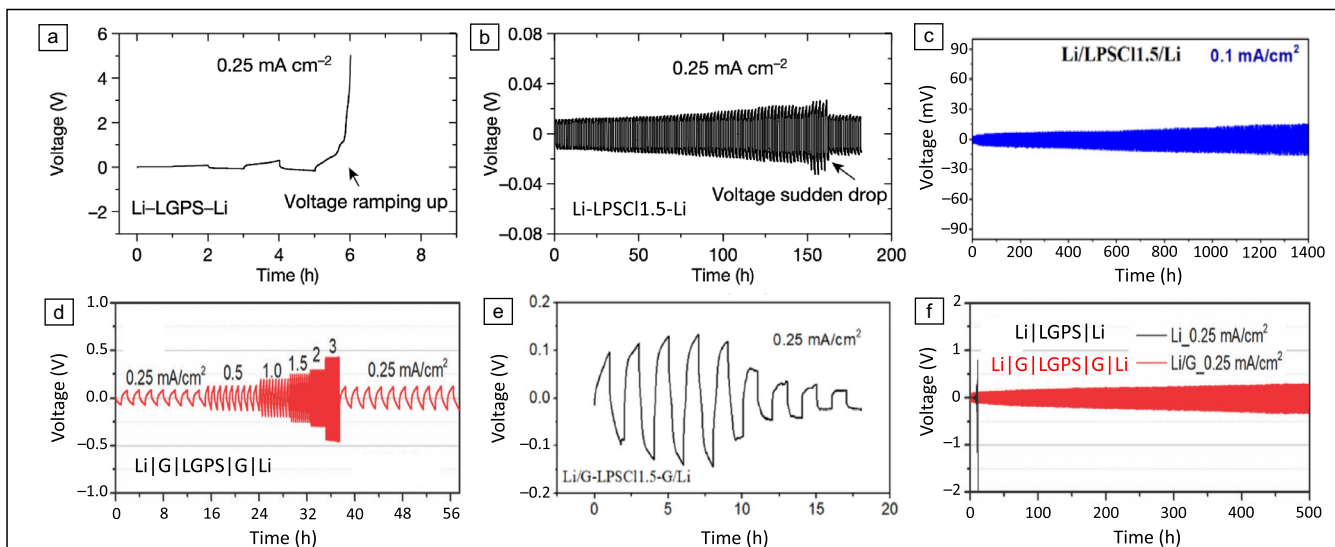 a
6
4
2
0
−2
0.25 mA cm−2
Li–LGPS–Li
Voltage ramping up
0 2 4 6 8
Time (h)
Voltage (V)
b
0.08
0.04
0
−0.04
−0.08
0.25 mA cm−2
Voltage sudden drop
Li-LPSCl1.5-Li
0 50 100 150 200
Time (h)
Voltage (V)
c
90
60
30
0
−30
−60
−90
Li/LPSCl1.5/Li 0.1 mA/cm2
0 200 400 600 800 1000 1200 1400
Time (h)
Voltage (mV)
d
1.0
0.5
0.0
−0.5
−1.0
0.25 mA/cm2 0.5 1.0 1.5 2 3 0.25 mA/cm2
Li|G|LGPS|G|Li
0 8 16 24 32 40 48 56
Time (h)
Voltage (V)
e
0.2
0.1
0.0
−0.1
−0.2
0.25 mA/cm2
Li/G-LPSCl1.5-G/Li
0 5 10 15 20
Time (h)
Voltage (V)
f
2
1
0
−1
−2
Li|LGPS|Li
Li_0.25 mA/cm2
Li|G|LGPS|G|Li
Li/G_0.25 mA/cm2
0 100 200 300 400 500
Time (h)
Voltage (V)